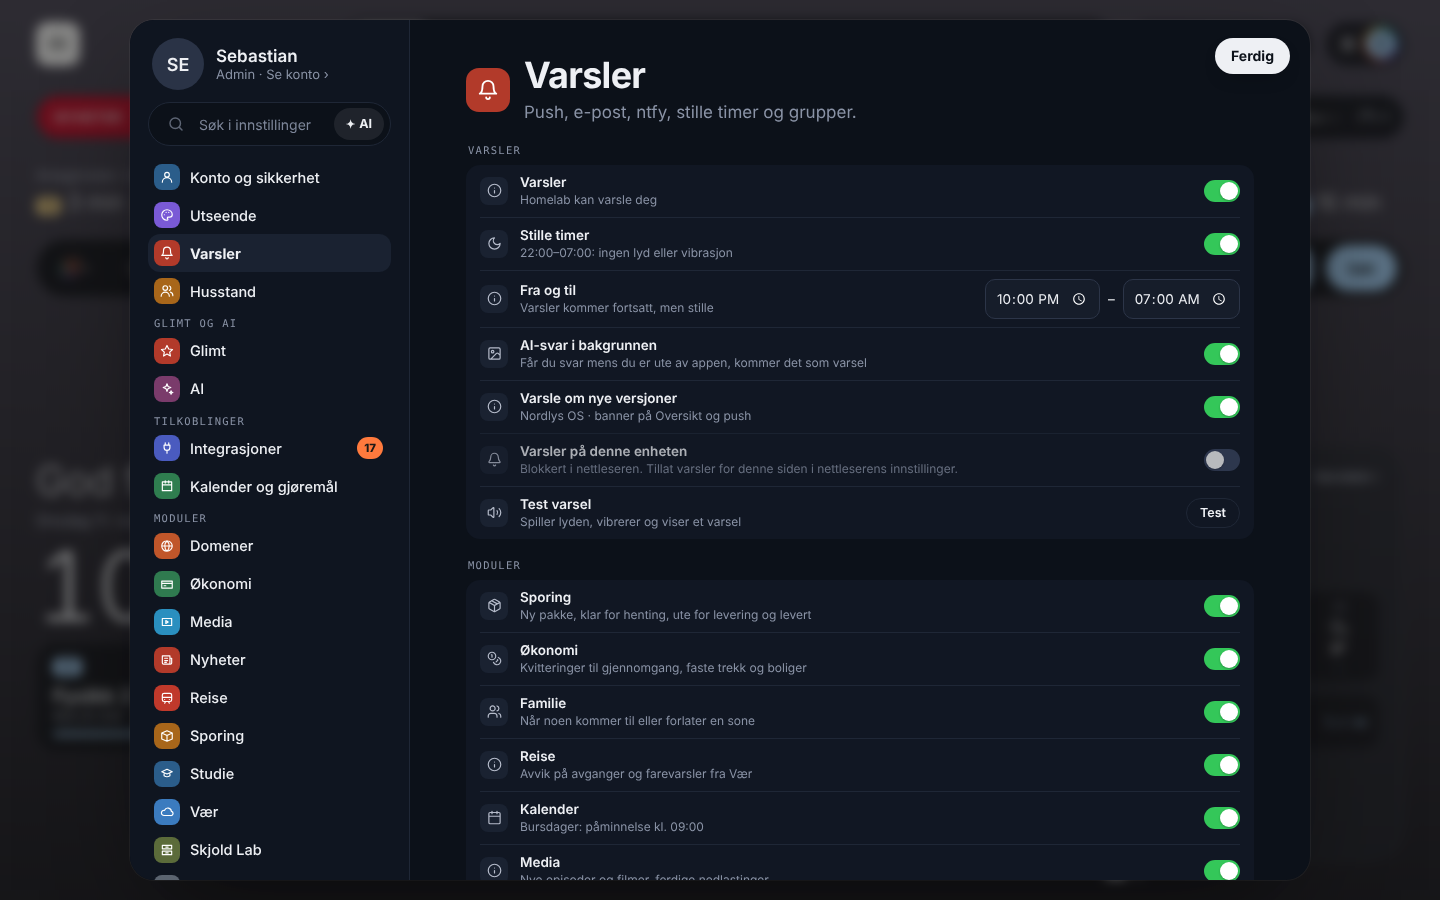 SE
Sebastian
Admin · Se konto ›
Søk i innstillinger
✦ AI
Konto og sikkerhet
Utseende
Varsler
Husstand
GLIMT OG AI
Glimt
AI
TILKOBLINGER
Integrasjoner
17
Kalender og gjøremål
MODULER
Domener
Økonomi
Media
Nyheter
Reise
Sporing
Studie
Vær
Skjold Lab
Ferdig
Varsler
Push, e-post, ntfy, stille timer og grupper.
VARSLER
Varsler
Homelab kan varsle deg
Stille timer
22:00–07:00: ingen lyd eller vibrasjon
Fra og til
Varsler kommer fortsatt, men stille
10:00 PM – 07:00 AM
AI-svar i bakgrunnen
Får du svar mens du er ute av appen, kommer det som varsel
Varsle om nye versjoner
Nordlys OS · banner på Oversikt og push
Varsler på denne enheten
Blokkert i nettleseren. Tillat varsler for denne siden i nettleserens innstillinger.
Test varsel
Spiller lyden, vibrerer og viser et varsel
Test
MODULER
Sporing
Ny pakke, klar for henting, ute for levering og levert
Økonomi
Kvitteringer til gjennomgang, faste trekk og boliger
Familie
Når noen kommer til eller forlater en sone
Reise
Avvik på avganger og farevarsler fra Vær
Kalender
Bursdager: påminnelse kl. 09:00
Media
Nye episoder og filmer, ferdige nedlastinger